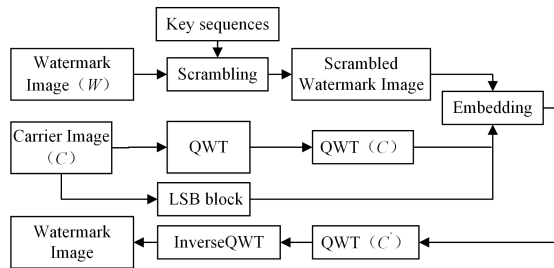 Key sequences
Watermark
Image（W）
Scrambling
Scrambled
Watermark Image
Embedding
Carrier Image
（C）
QWT
QWT（C）
LSB block
Watermark
Image
InverseQWT
QWT（C'）